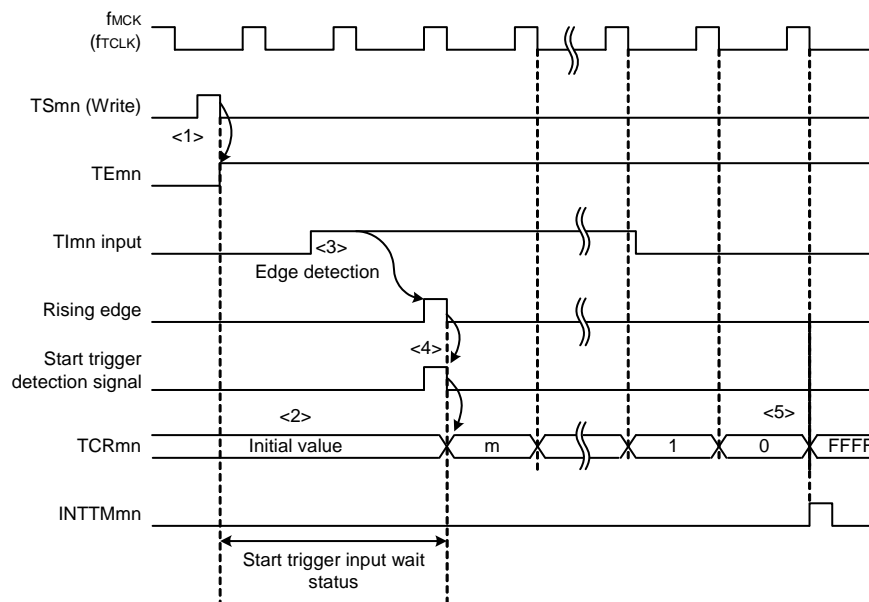 fMCK
(fTCLK)
TSmn (Write)
<1>
TEmn
TImn input
<3>
Edge detection
Rising edge
<4>
Start trigger
detection signal
<2>
<5>
TCRmn
Initial value
m
1
0
FFFF
INTTMmn
Start trigger input wait
status